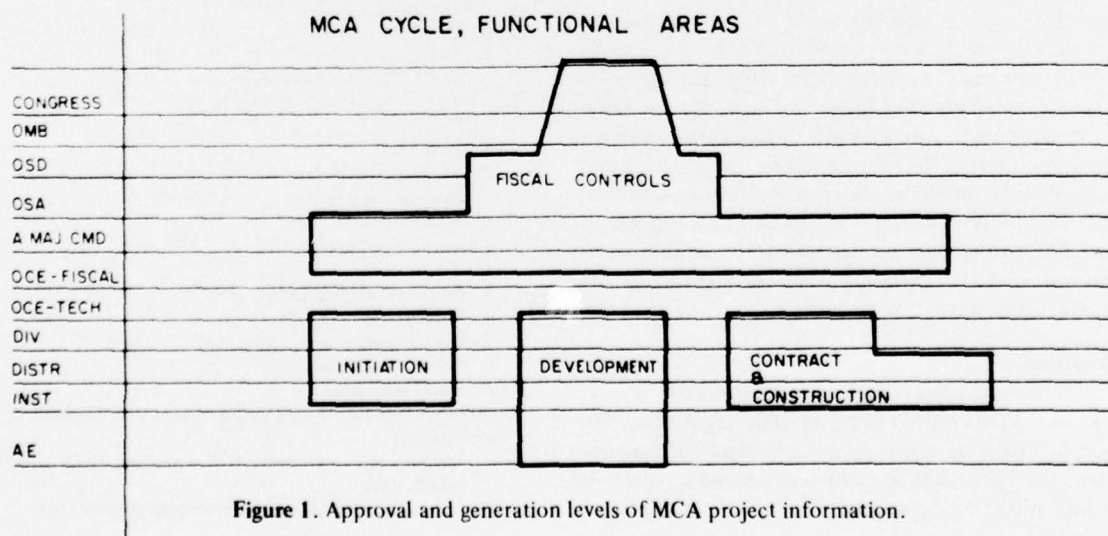 MCA CYCLE, FUNCTIONAL AREAS
CONGRESS
OMB
OSD
FISCAL CONTROLS
OSA
A MAJ CMD
OCE-FISCAL
OCE-TECH
DIV
DISTR
INITIATION
DEVELOPMENT
CONTRACT
&
CONSTRUCTION
INST
AE
Figure 1. Approval and generation levels of MCA project information.